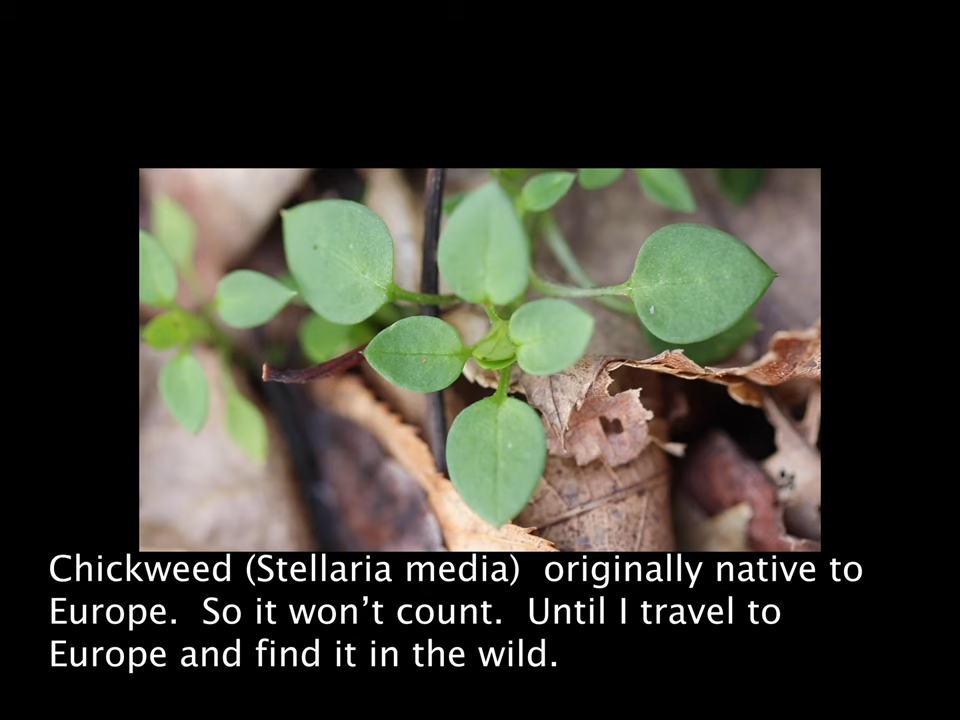 Chickweed (Stellaria media)  originally native to
Europe.  So it won’t count.  Until I travel to
Europe and find it in the wild.